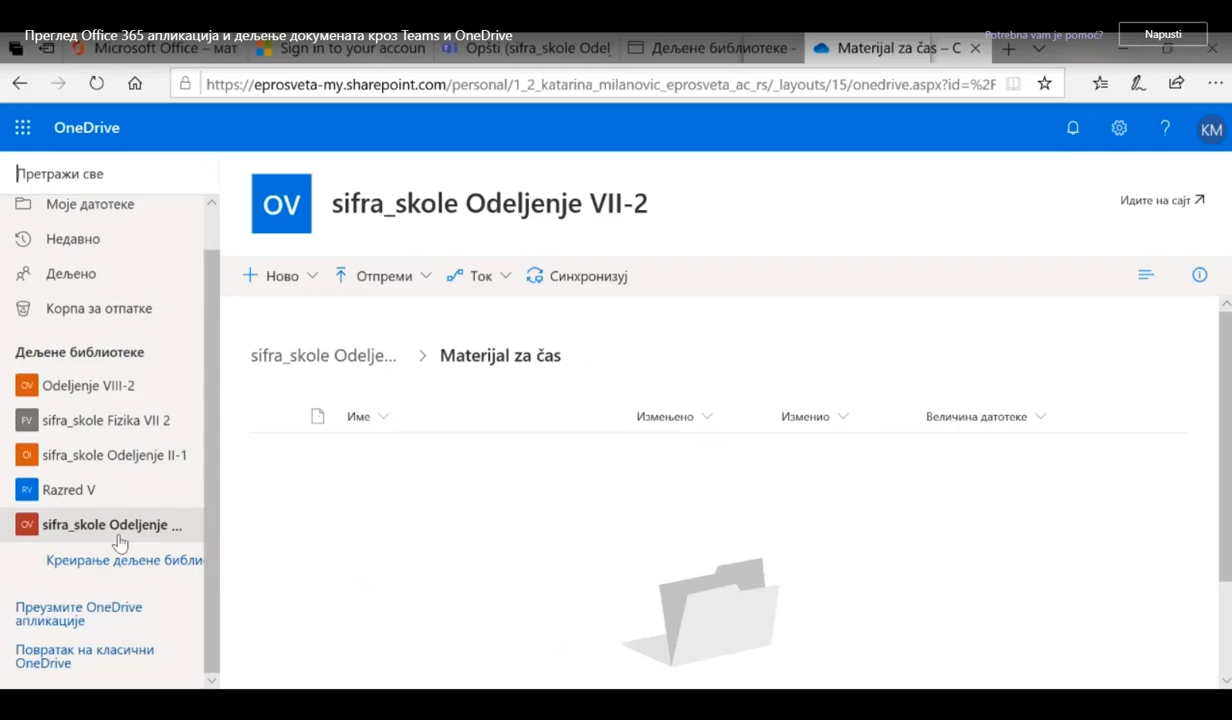 Преглед Office 365 апликација и дељење докумената кроз Teams и OneDrive
Potrebna vam je pomoć?
Napusti
Microsoft Office – мат
Sign in to your accoun
Opšti (sifra_skole Odel
Дељене библиотеке -
Materijal za čas – O
https://eprosveta-my.sharepoint.com/personal/1_2_katarina_milanovic_eprosveta_ac_rs/_layouts/15/onedrive.aspx?id=%2F
OneDrive
KM
Претражи све
Моје датотеке
Недавно
Дељено
Корпа за отпатке
Дељене библиотеке
OV Odeljenje VIII-2
FV sifra_skole Fizika VII 2
OI sifra_skole Odeljenje II-1
RV Razred V
OV sifra_skole Odeljenje ...
Креирање дељене библи
Преузмите OneDrive
апликације
Повратак на класични
OneDrive
OV
sifra_skole Odeljenje VII-2
Идите на сајт
Ново
Отпреми
Ток
Синхронизуј
sifra_skole Odelje... > Materijal za čas
Име
Измењено
Изменио
Величина датотеке